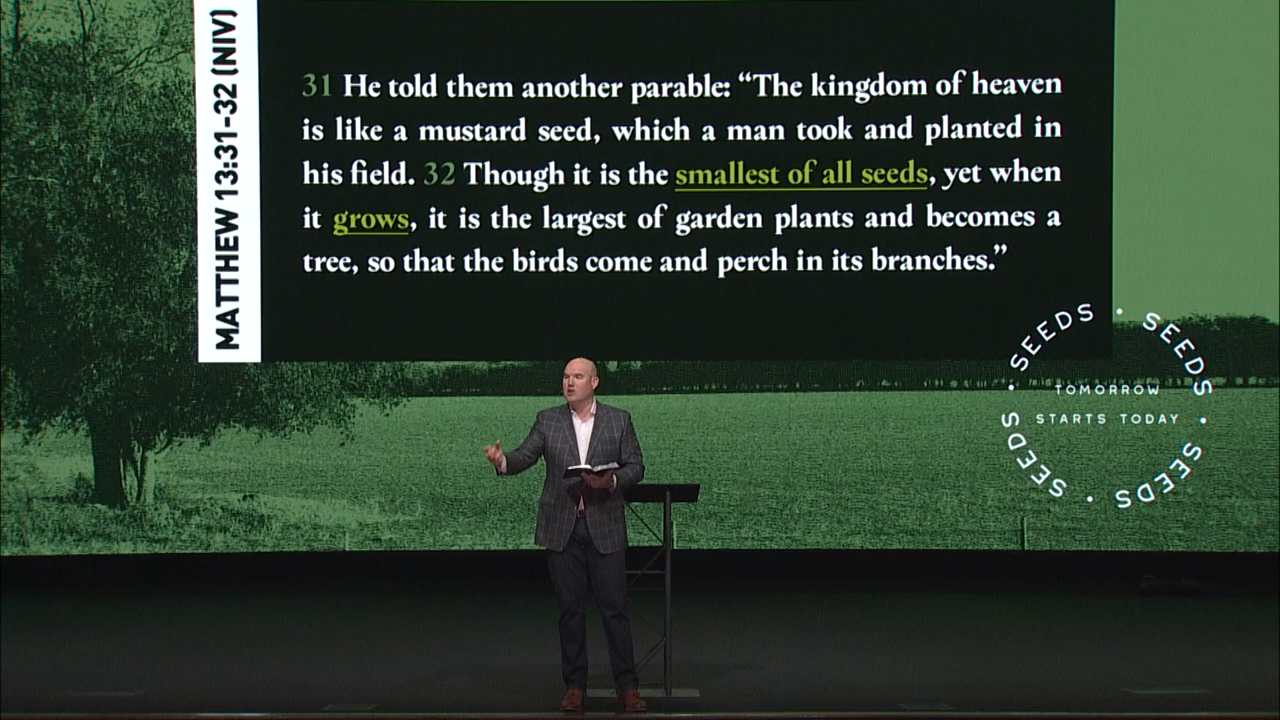 MATTHEW 13:31-32 (NIV)
31 He told them another parable: “The kingdom of heaven
is like a mustard seed, which a man took and planted in
his field. 32 Though it is the smallest of all seeds, yet when
it grows, it is the largest of garden plants and becomes a
tree, so that the birds come and perch in its branches.”
SEEDS · SEEDS · SEEDS · SEEDS ·
TOMORROW
STARTS TODAY